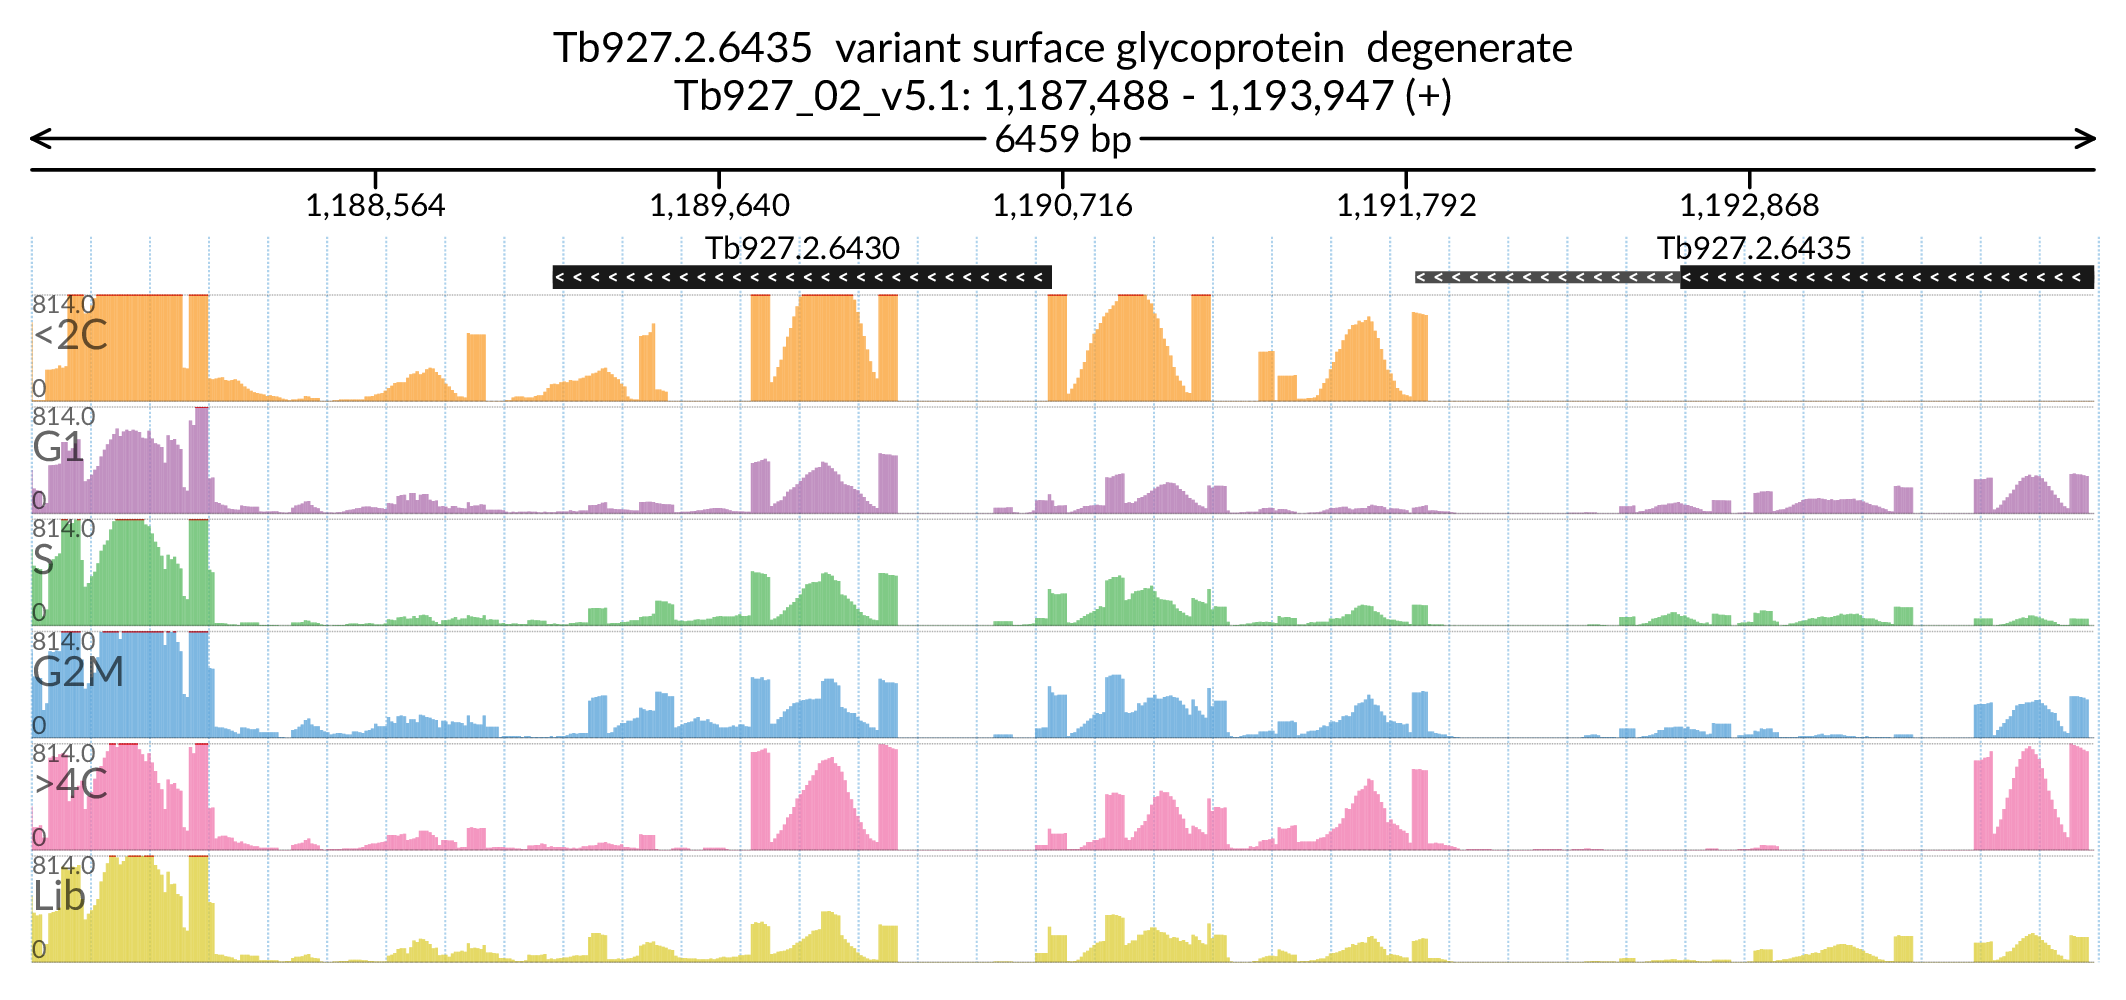 Tb927.2.6435  variant surface glycoprotein  degenerate
Tb927_02_v5.1: 1,187,488 - 1,193,947 (+)
6459 bp
1,188,564 1,189,640 1,190,716 1,191,792 1,192,868
Tb927.2.6430 Tb927.2.6435
814.0
<2C
0
814.0
G1
0
814.0
S
0
814.0
G2M
0
814.0
>4C
0
814.0
Lib
0